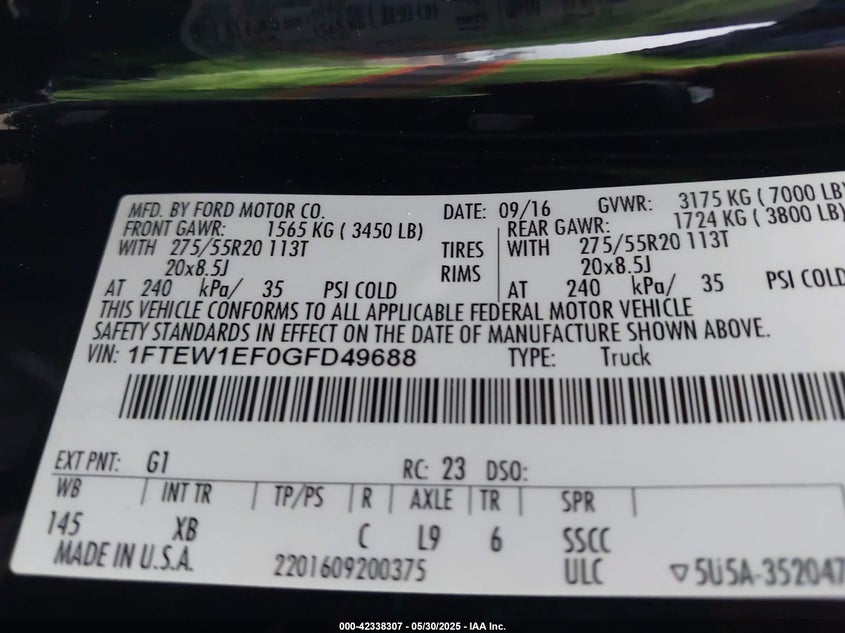 MFD. BY FORD MOTOR CO. DATE: 09/16 GVWR: 3175 KG ( 7000 LB)
FRONT GAWR: 1565 KG ( 3450 LB) REAR GAWR: 1724 KG ( 3800 LB)
WITH 275/55R20 113T TIRES WITH 275/55R20 113T
20x8.5J RIMS 20x8.5J
AT 240 kPa/ 35 PSI COLD AT 240 kPa/ 35 PSI COLD
THIS VEHICLE CONFORMS TO ALL APPLICABLE FEDERAL MOTOR VEHICLE
SAFETY STANDARDS IN EFFECT ON THE DATE OF MANUFACTURE SHOWN ABOVE.
VIN: 1FTEW1EF0GFD49688 TYPE: Truck
EXT PNT: G1 RC: 23 DSO:
WB INT TR TP/PS R AXLE TR SPR
145 XB C L9 6 SSCC
MADE IN U.S.A. 2201609200375 ULC ▽5U5A-352047
000-42338307 - 05/30/2025 - IAA Inc.